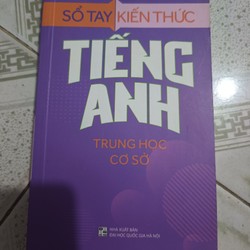 SỔ TAY KIẾN THỨC
TIẾNG
ANH
TRUNG HỌC
CƠ SỞ
NHÀ XUẤT BẢN
ĐẠI HỌC QUỐC GIA HÀ NỘI